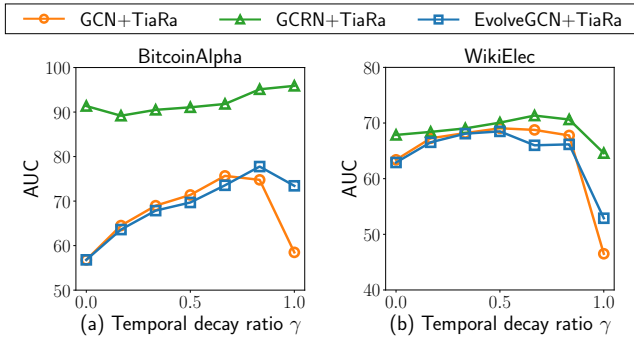 GCN+TiaRa GCRN+TiaRa EvolveGCN+TiaRa
BitcoinAlpha WikiElec
100
90
80
70
60
50
AUC
0.0 0.5 1.0
(a) Temporal decay ratio γ
80
70
60
50
40
AUC
0.0 0.5 1.0
(b) Temporal decay ratio γ